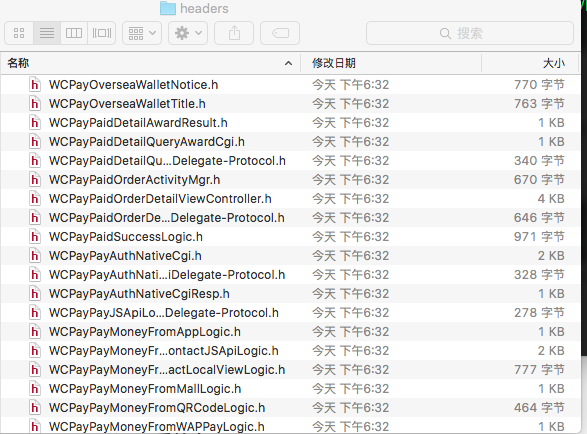 headers
搜索
名称 修改日期 大小
WCPayOverseaWalletNotice.h 今天 下午6:32 770 字节
WCPayOverseaWalletTitle.h 今天 下午6:32 763 字节
WCPayPaidDetailAwardResult.h 今天 下午6:32 1 KB
WCPayPaidDetailQueryAwardCgi.h 今天 下午6:32 1 KB
WCPayPaidDetailQu...Delegate-Protocol.h 今天 下午6:32 340 字节
WCPayPaidOrderActivityMgr.h 今天 下午6:32 670 字节
WCPayPaidOrderDetailViewController.h 今天 下午6:32 4 KB
WCPayPaidOrderDe...Delegate-Protocol.h 今天 下午6:32 646 字节
WCPayPaidSuccessLogic.h 今天 下午6:32 971 字节
WCPayPayAuthNativeCgi.h 今天 下午6:32 2 KB
WCPayPayAuthNati...iDelegate-Protocol.h 今天 下午6:32 328 字节
WCPayPayAuthNativeCgiResp.h 今天 下午6:32 1 KB
WCPayPayJSApiLo...Delegate-Protocol.h 今天 下午6:32 278 字节
WCPayPayMoneyFromAppLogic.h 今天 下午6:32 1 KB
WCPayPayMoneyFr...ontactJSApiLogic.h 今天 下午6:32 2 KB
WCPayPayMoneyFr...actLocalViewLogic.h 今天 下午6:32 777 字节
WCPayPayMoneyFromMallLogic.h 今天 下午6:32 1 KB
WCPayPayMoneyFromQRCodeLogic.h 今天 下午6:32 464 字节
WCPayPayMoneyFromWAPPayLogic.h 今天 下午6:32 1 KB